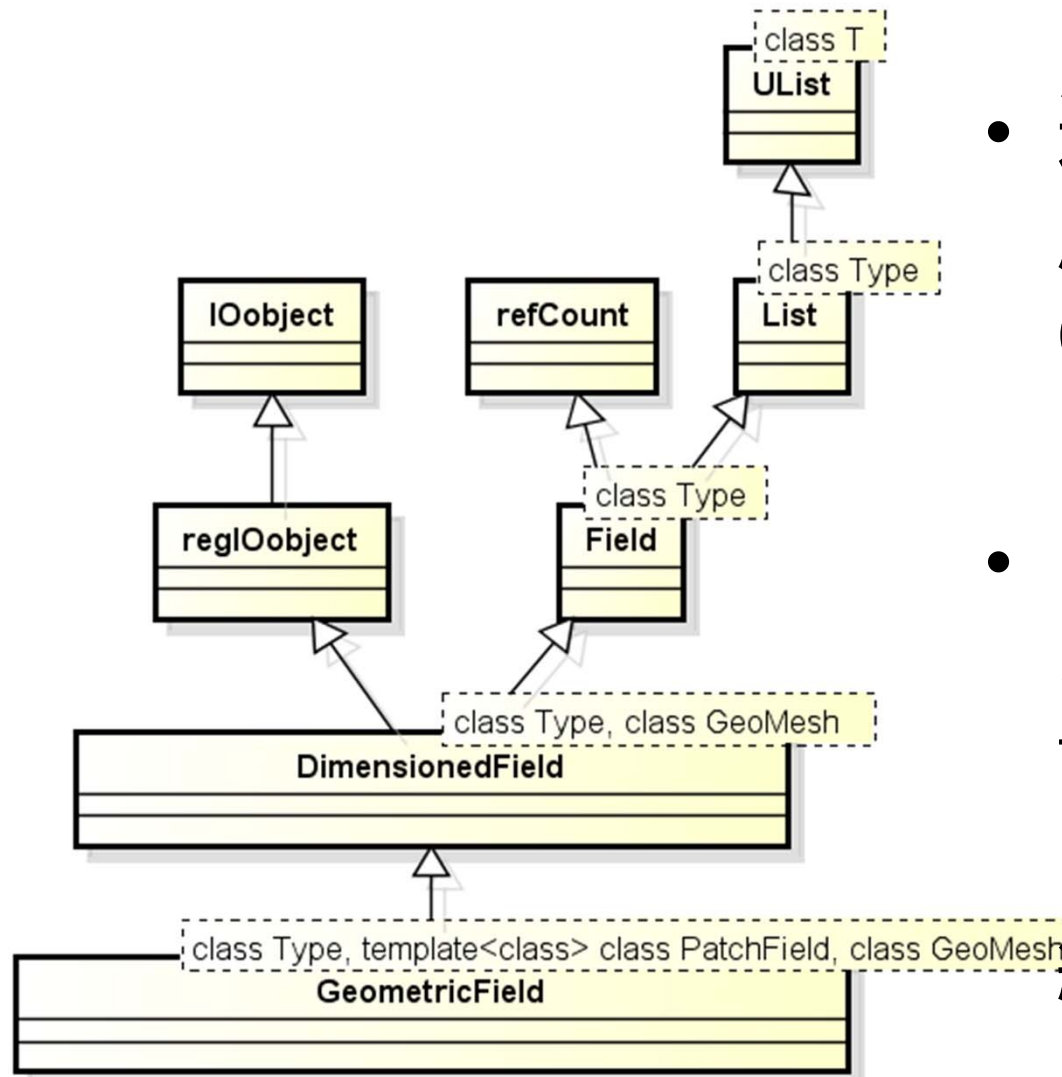 class T
UList
class Type
IOobject
refCount
List
class Type
regIOobject
Field
class Type, class GeoMesh
DimensionedField
class Type, template<class> class PatchField, class GeoMesh
GeometricField